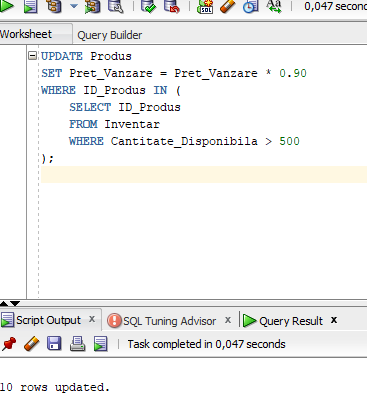 SQL
0,047 second
Worksheet Query Builder
UPDATE Produs
SET Pret_Vanzare = Pret_Vanzare * 0.90
WHERE ID_Produs IN (
SELECT ID_Produs
FROM Inventar
WHERE Cantitate_Disponibila > 500
);
Script Output x SQL Tuning Advisor x Query Result x
Task completed in 0,047 seconds
10 rows updated.